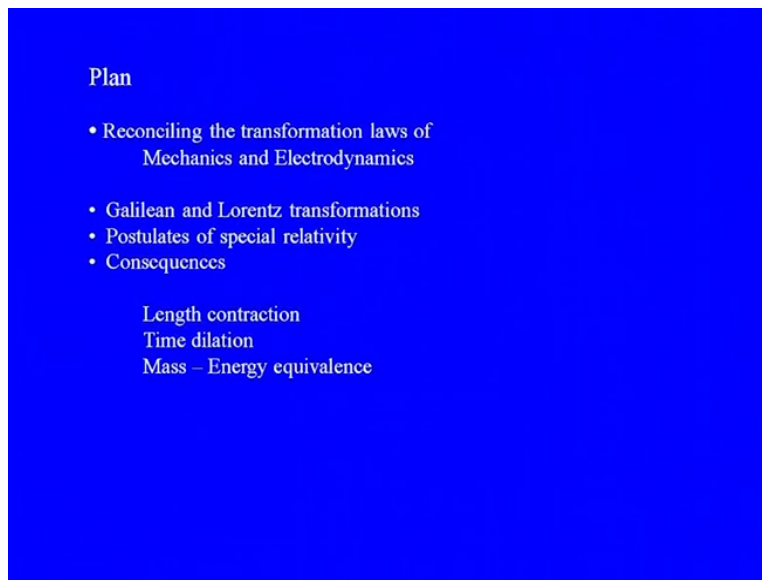 Plan
• Reconciling the transformation laws of
Mechanics and Electrodynamics
• Galilean and Lorentz transformations
• Postulates of special relativity
• Consequences
Length contraction
Time dilation
Mass – Energy equivalence